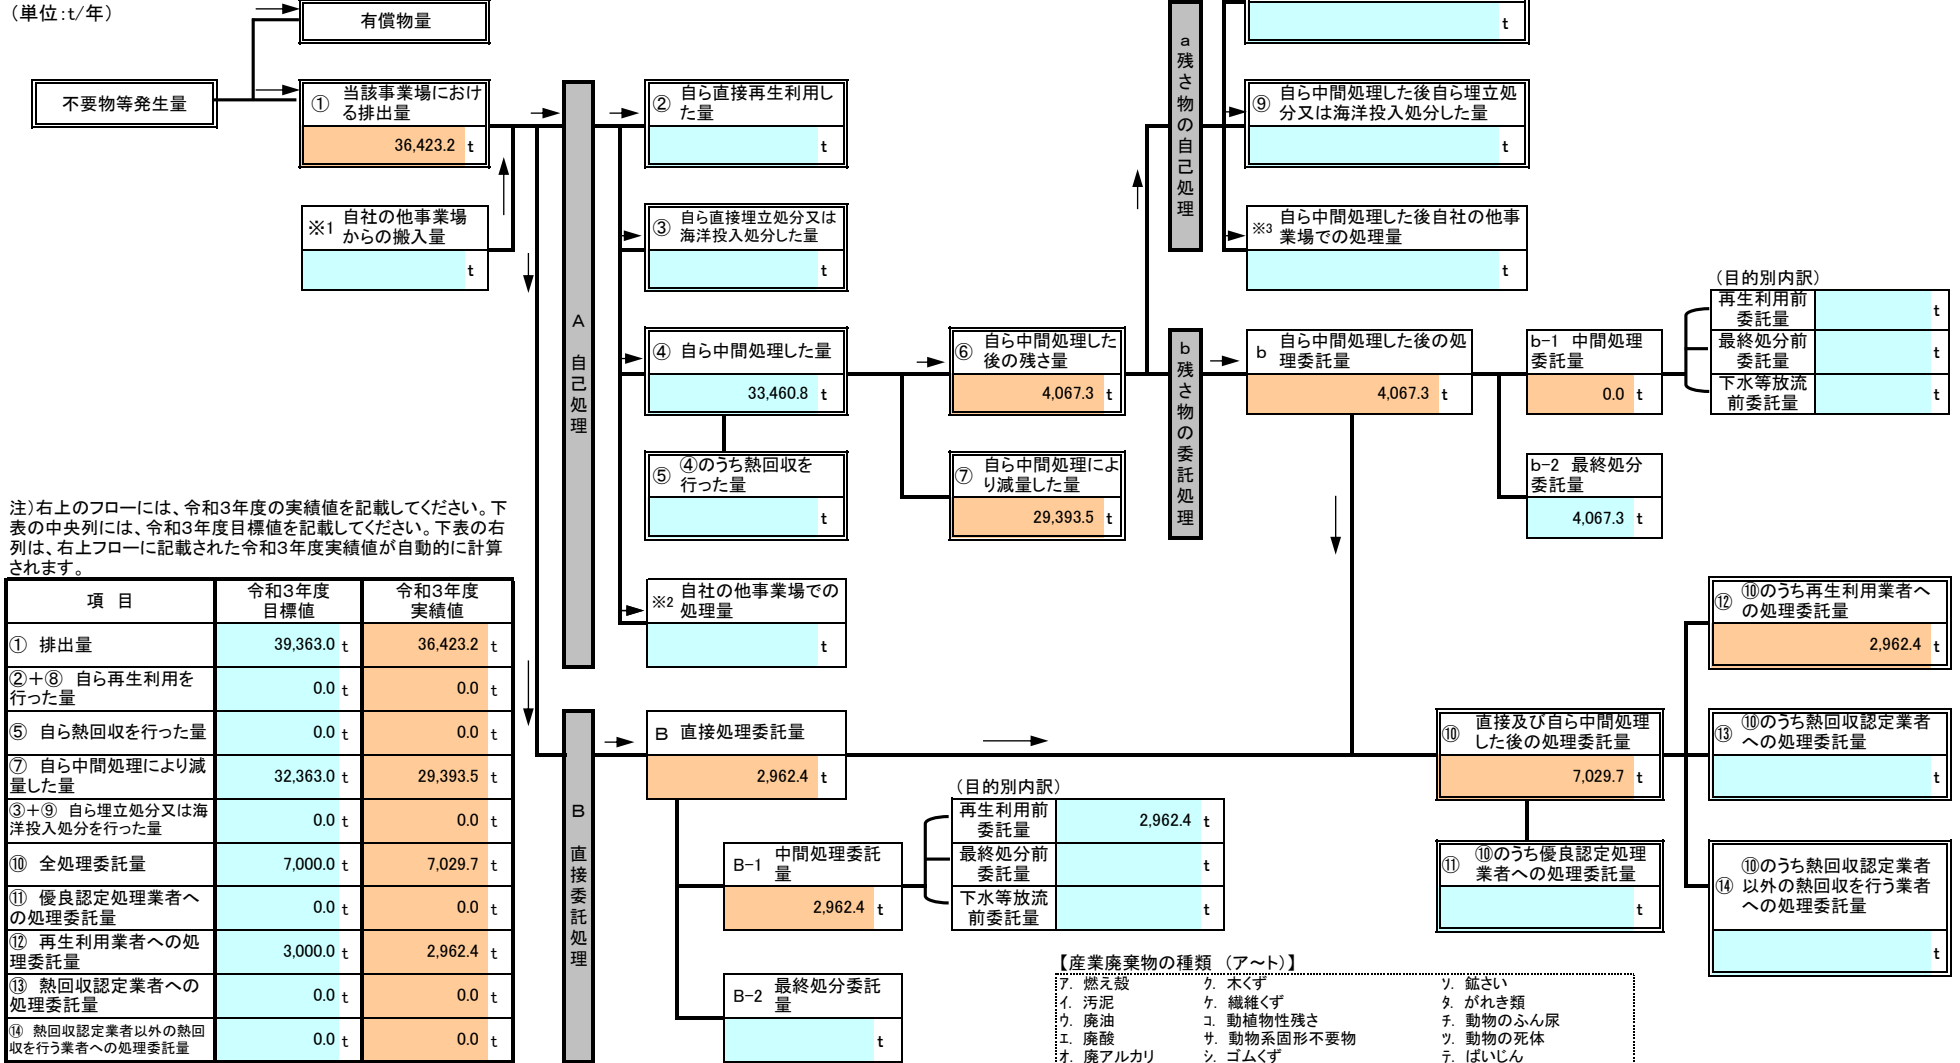 （単位:t/年）
有償物量
不要物等発生量
① 当該事業場におけ
る排出量
36,423.2 t
※1 自社の他事業場
からの搬入量
t
A 自己処理
② 自ら直接再生利用し
た量
t
③ 自ら直接埋立処分又は
海洋投入処分した量
t
④ 自ら中間処理した量
33,460.8 t
⑤ ④のうち熱回収を
行った量
t
※2 自社の他事業場での
処理量
t
⑥ 自ら中間処理した
後の残さ量
4,067.3 t
⑦ 自ら中間処理によ
り減量した量
29,393.5 t
a 残さ物の自己処理
t
⑨ 自ら中間処理した後自ら埋立処
分又は海洋投入処分した量
t
※3 自ら中間処理した後自社の他事
業場での処理量
t
b 残さ物の委託処理
b 自ら中間処理した後の処
理委託量
4,067.3 t
b-1 中間処理
委託量
0.0 t
b-2 最終処分
委託量
4,067.3 t
（目的別内訳）
再生利用前
委託量
t
最終処分前
委託量
t
下水等放流
前委託量
t
注）右上のフローには、令和3年度の実績値を記載してください。下
表の中央列には、令和3年度目標値を記載してください。下表の右
列は、右上フローに記載された令和3年度実績値が自動的に計算
されます。
項 目 令和3年度
目標値 令和3年度
実績値
① 排出量 39,363.0 t 36,423.2 t
②＋⑧ 自ら再生利用を
行った量 0.0 t 0.0 t
⑤ 自ら熱回収を行った量 0.0 t 0.0 t
⑦ 自ら中間処理により減
量した量 32,363.0 t 29,393.5 t
③＋⑨ 自ら埋立処分又は海
洋投入処分を行った量 0.0 t 0.0 t
⑩ 全処理委託量 7,000.0 t 7,029.7 t
⑪ 優良認定処理業者へ
の処理委託量 0.0 t 0.0 t
⑫ 再生利用業者への処
理委託量 3,000.0 t 2,962.4 t
⑬ 熱回収認定業者への
処理委託量 0.0 t 0.0 t
⑭ 熱回収認定業者以外の熱回
収を行う業者への処理委託量 0.0 t 0.0 t
B 直接委託処理
B 直接処理委託量
2,962.4 t
B-1 中間処理委託
量
2,962.4 t
B-2 最終処分委託
量
（目的別内訳）
再生利用前
委託量
2,962.4 t
最終処分前
委託量
t
下水等放流
前委託量
t
⑩ 直接及び自ら中間処理
した後の処理委託量
7,029.7 t
⑪ ⑩のうち優良認定処理
業者への処理委託量
t
⑫ ⑩のうち再生利用業者へ
の処理委託量
2,962.4 t
⑬ ⑩のうち熱回収認定業者
への処理委託量
t
⑭ ⑩のうち熱回収認定業者
以外の熱回収を行う業者
への処理委託量
t
【産業廃棄物の種類 （ア～ト）】
ｱ. 燃え殻 ｸ. 木くず ｿ. 鉱さい
ｲ. 汚泥 ｹ. 繊維くず ﾀ. がれき類
ｳ. 廃油 ｺ. 動植物性残さ ﾁ. 動物のふん尿
ｴ. 廃酸 ｻ. 動物系固形不要物 ﾂ. 動物の死体
ｵ. 廃アルカリ ｼ. ゴムくず ﾃ. ばいじん